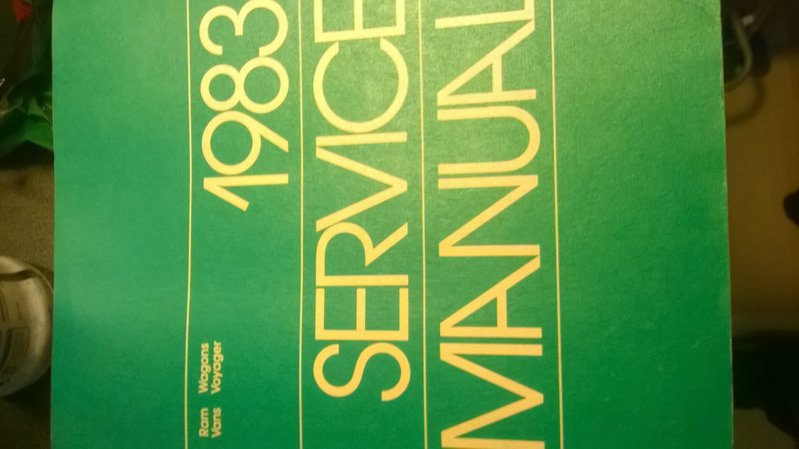 Ram Wagons 1983
Vans Voyager
SERVICE
MANUAL